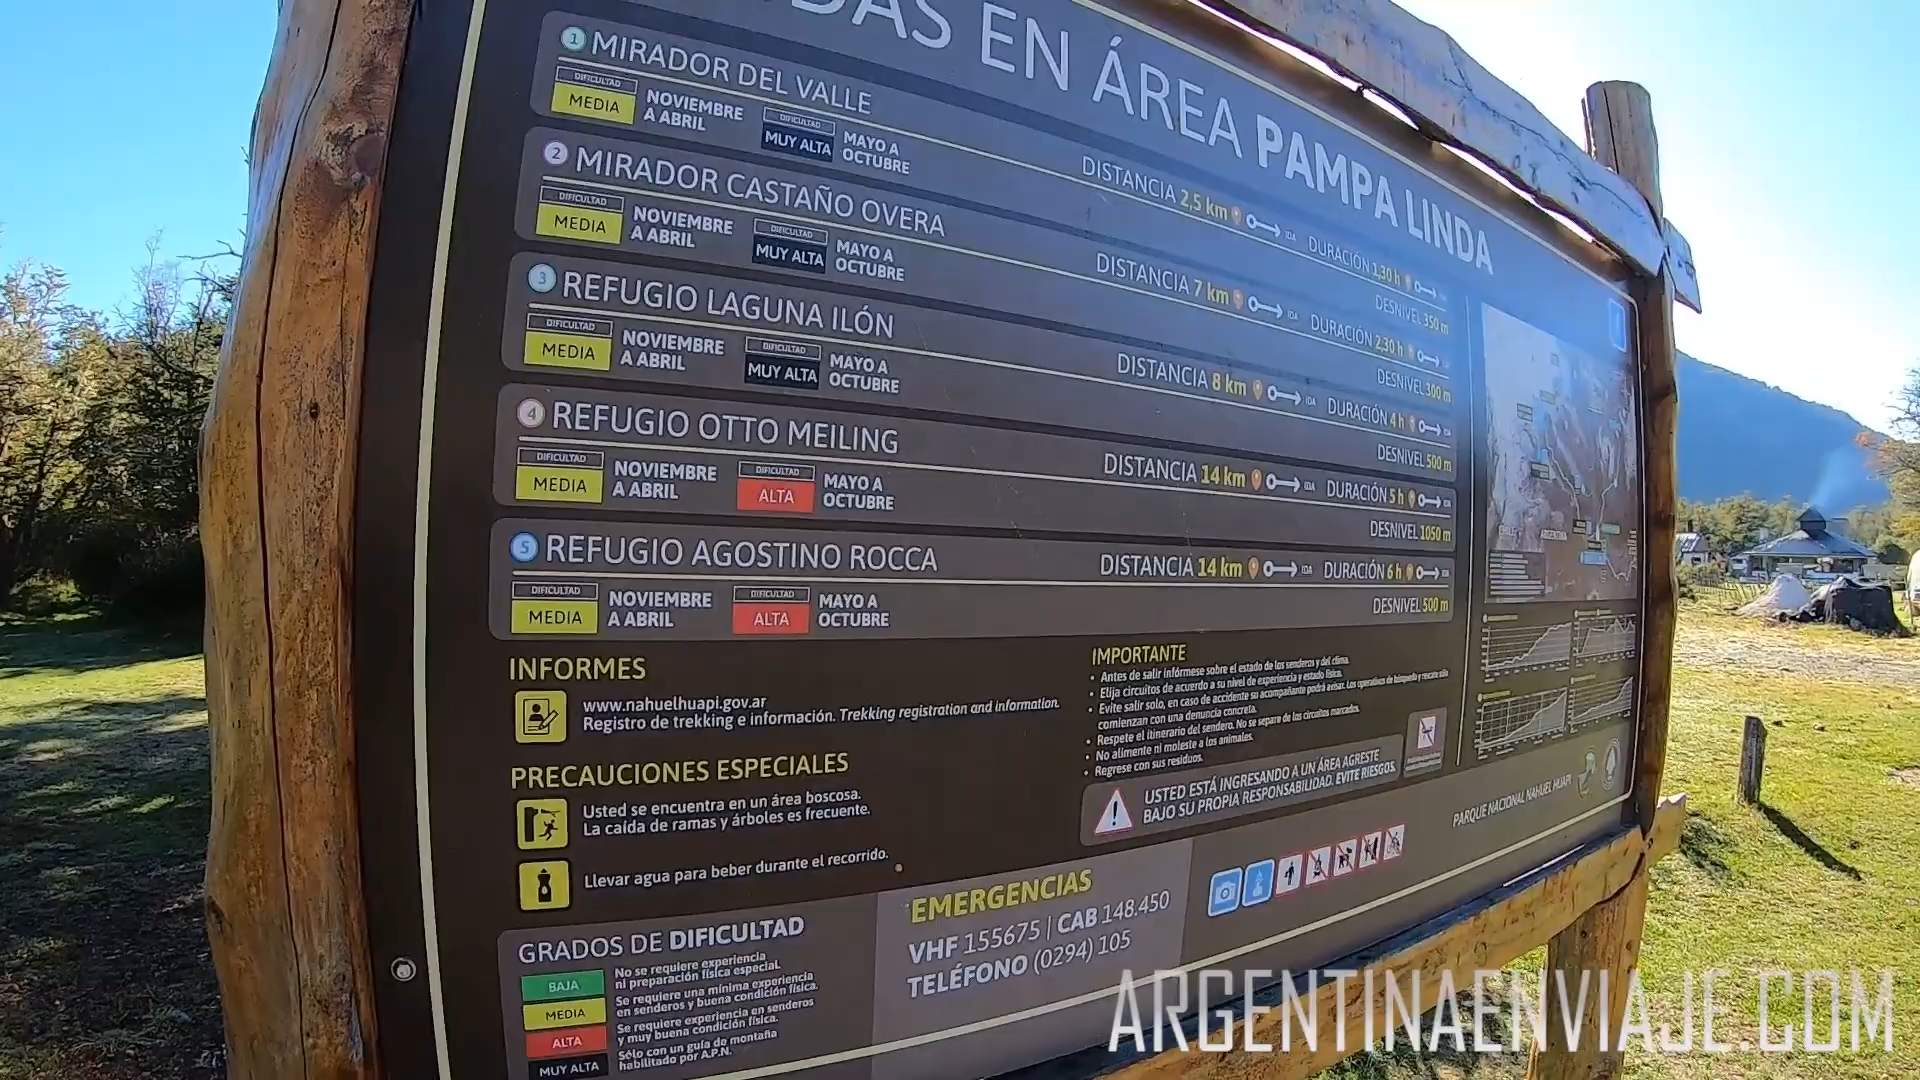 DAS EN ÁREA PAMPA LINDA
1 MIRADOR DEL VALLE
DIFICULTAD
MEDIA
NOVIEMBRE
A ABRIL
DIFICULTAD
MUY ALTA
MAYO A
OCTUBRE
DISTANCIA 2,5 km IDA
DURACIÓN 1,30 h
DESNIVEL 350 m
2 MIRADOR CASTAÑO OVERA
DIFICULTAD
MEDIA
NOVIEMBRE
A ABRIL
DIFICULTAD
MUY ALTA
MAYO A
OCTUBRE
DISTANCIA 7 km IDA
DURACIÓN 2,30 h
DESNIVEL 300 m
3 REFUGIO LAGUNA ILÓN
DIFICULTAD
MEDIA
NOVIEMBRE
A ABRIL
DIFICULTAD
MUY ALTA
MAYO A
OCTUBRE
DISTANCIA 8 km IDA
DURACIÓN 4 h
DESNIVEL 500 m
4 REFUGIO OTTO MEILING
DIFICULTAD
MEDIA
NOVIEMBRE
A ABRIL
DIFICULTAD
ALTA
MAYO A
OCTUBRE
DISTANCIA 14 km IDA
DURACIÓN 5 h
DESNIVEL 1050 m
5 REFUGIO AGOSTINO ROCCA
DIFICULTAD
MEDIA
NOVIEMBRE
A ABRIL
DIFICULTAD
ALTA
MAYO A
OCTUBRE
DISTANCIA 14 km IDA
DURACIÓN 6 h
DESNIVEL 500 m
INFORMES
www.nahuelhuapi.gov.ar
Registro de trekking e información. Trekking registration and information.
PRECAUCIONES ESPECIALES
Usted se encuentra en un área boscosa.
La caída de ramas y árboles es frecuente.
Llevar agua para beber durante el recorrido.
IMPORTANTE
• Antes de salir infórmese sobre el estado de los senderos y del clima.
• Elija circuitos de acuerdo a su nivel de experiencia y estado físico.
• Evite salir solo, en caso de accidente su acompañante podrá avisar. Los operativos de búsqueda y rescate sólo
comienzan con una denuncia concreta.
• Respete el itinerario del sendero. No se separe de los circuitos marcados.
• No alimente ni moleste a los animales.
• Regrese con sus residuos.
USTED ESTÁ INGRESANDO A UN ÁREA AGRESTE
BAJO SU PROPIA RESPONSABILIDAD. EVITE RIESGOS.
PARQUE NACIONAL NAHUEL HUAPI
GRADOS DE DIFICULTAD
BAJA
No se requiere experiencia
ni preparación física especial.
MEDIA
Se requiere una mínima experiencia
en senderos y buena condición física.
ALTA
Se requiere experiencia en senderos
y muy buena condición física.
MUY ALTA
Sólo con un guía de montaña
habilitado por A.P.N.
EMERGENCIAS
VHF 155675 | CAB 148.450
TELÉFONO (0294) 105
ARGENTINAENVIAJE.COM